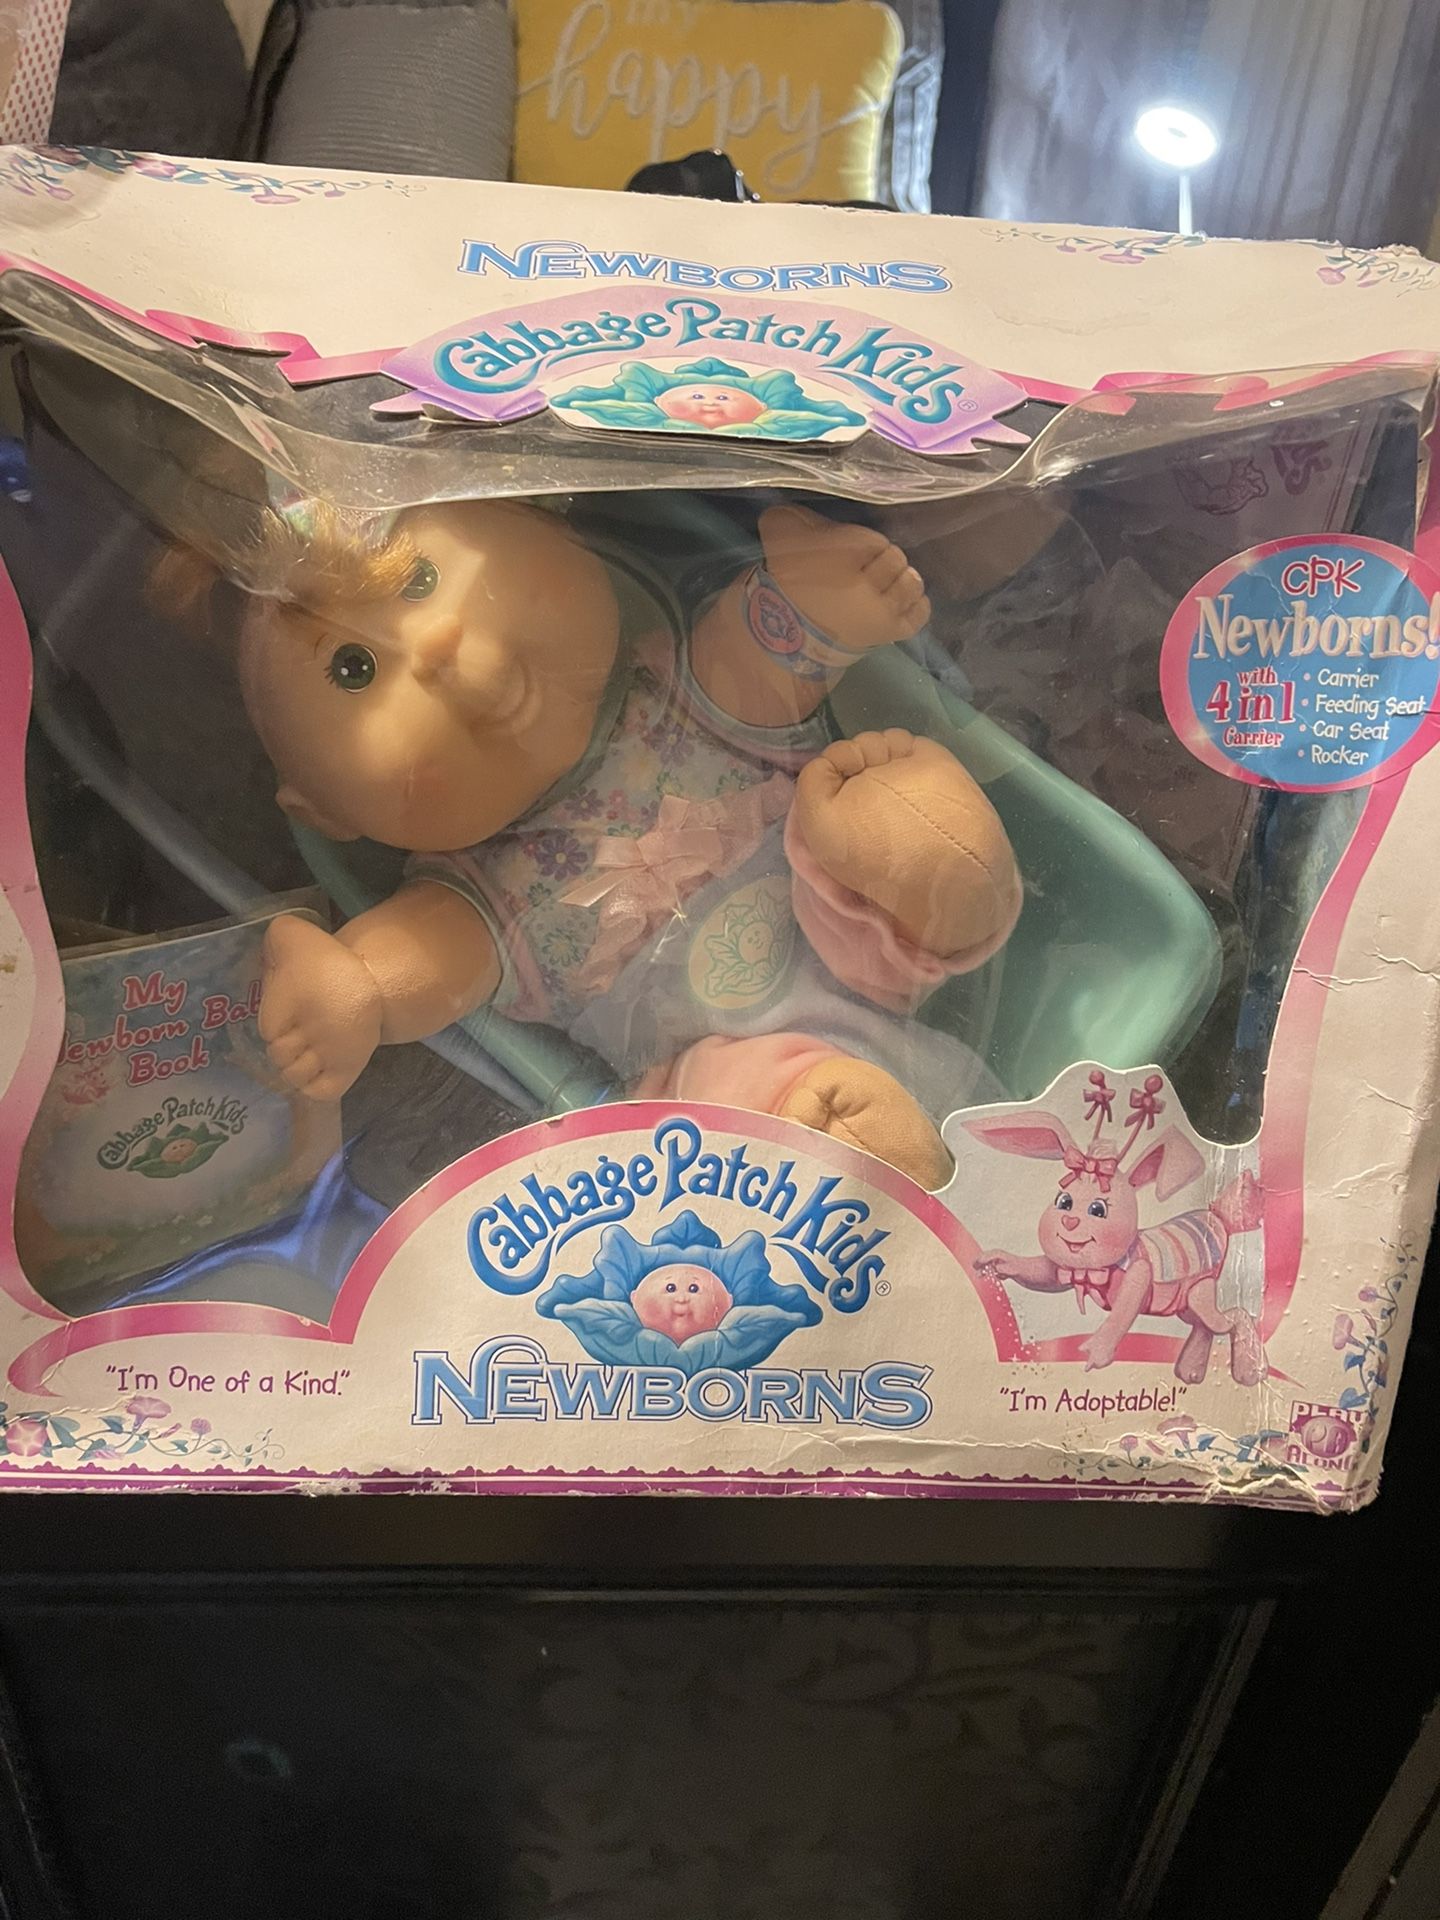 my
happy
NEWBORNS
Cabbage Patch Kids®
CPK
Newborns!
with
4 in 1
Carrier
• Carrier
• Feeding Seat
• Car Seat
• Rocker
My
Newborn Bab
Book
Cabbage Patch Kids
Cabbage Patch Kids®
NEWBORNS
"I'm One of a Kind."
"I'm Adoptable!"
PLAY
ALONG